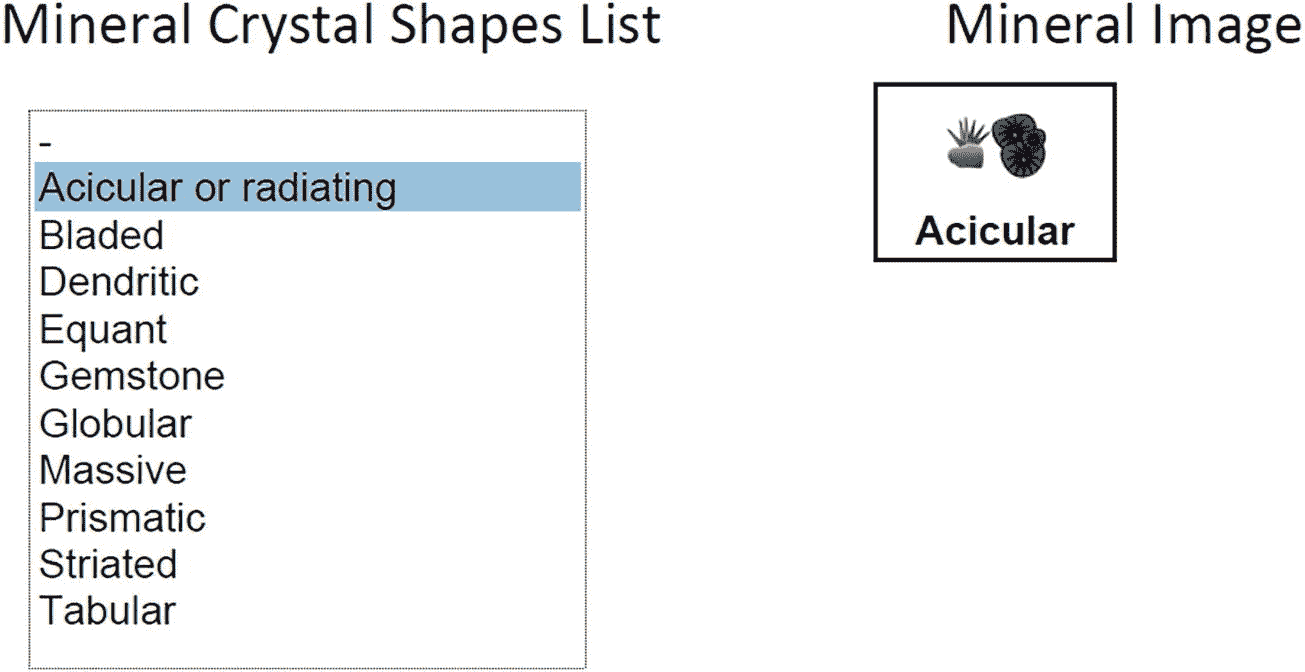 Mineral Crystal Shapes List
Mineral Image
-
Acicular or radiating
Bladed
Dendritic
Equant
Gemstone
Globular
Massive
Prismatic
Striated
Tabular
Acicular